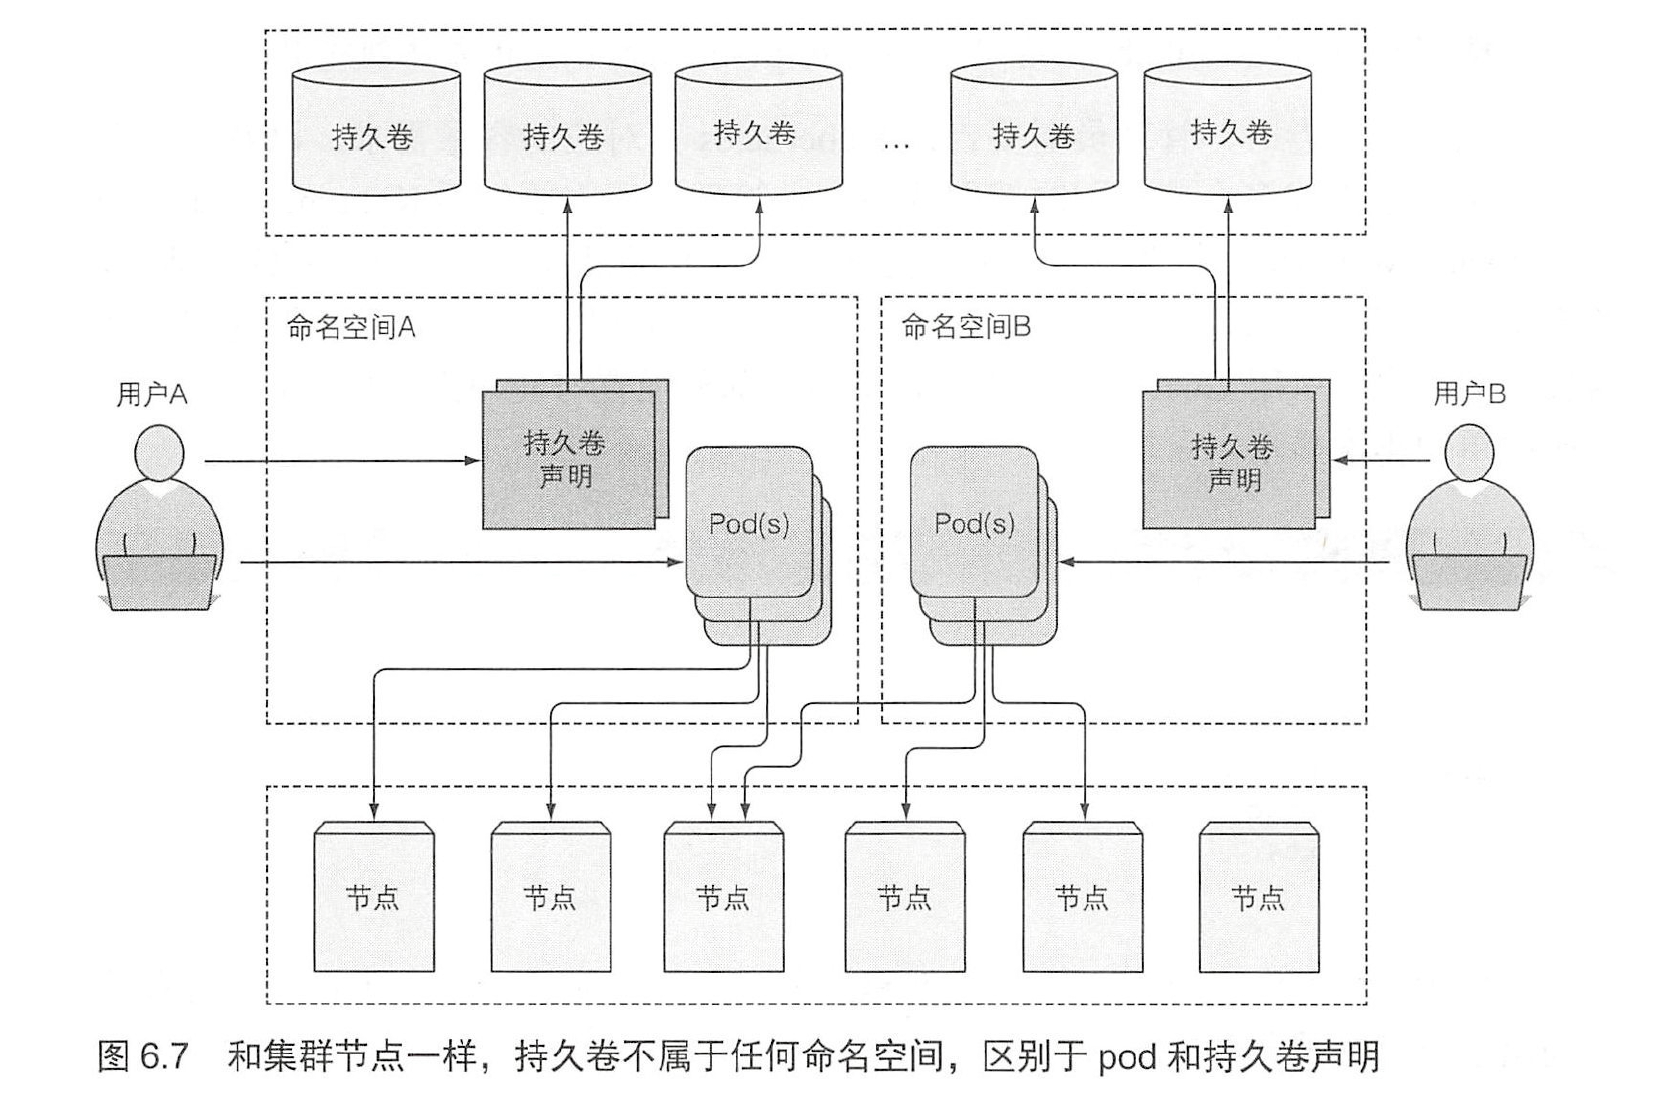 持久卷
持久卷
持久卷
...
持久卷
持久卷
命名空间A
命名空间B
用户A
用户B
持久卷
声明
持久卷
声明
Pod(s)
Pod(s)
节点
节点
节点
节点
节点
节点
图 6.7 和集群节点一样，持久卷不属于任何命名空间，区别于 pod 和持久卷声明